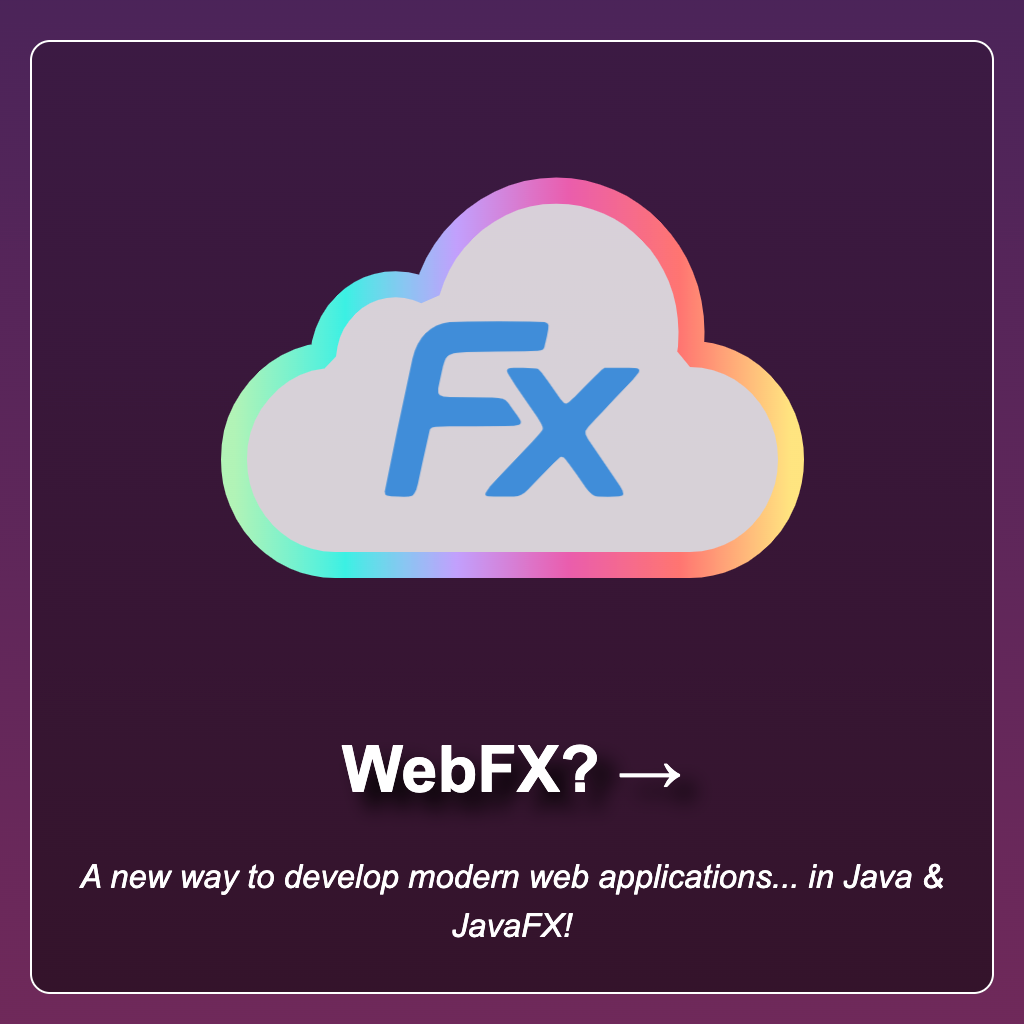 Fx
WebFX? →
A new way to develop modern web applications... in Java &
JavaFX!